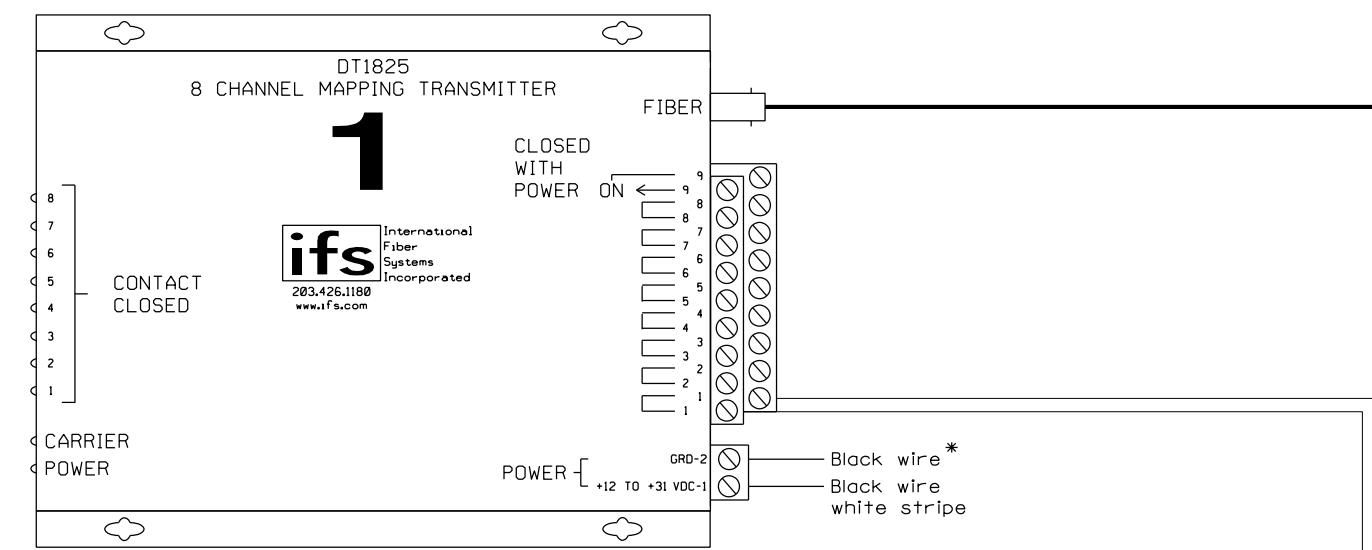 DT1825
8 CHANNEL MAPPING TRANSMITTER
1
FIBER
CLOSED
WITH
POWER ON
ifs
International
Fiber
Systems
Incorporated
203.426.1180
www.ifs.com
8
7
6
5
4
3
2
1
CONTACT
CLOSED
CARRIER
POWER
9
9
8
8
7
7
6
6
5
5
4
4
3
3
2
2
1
1
POWER
GRD-2
+12 TO +31 VDC-1
Black wire*
Black wire
white stripe